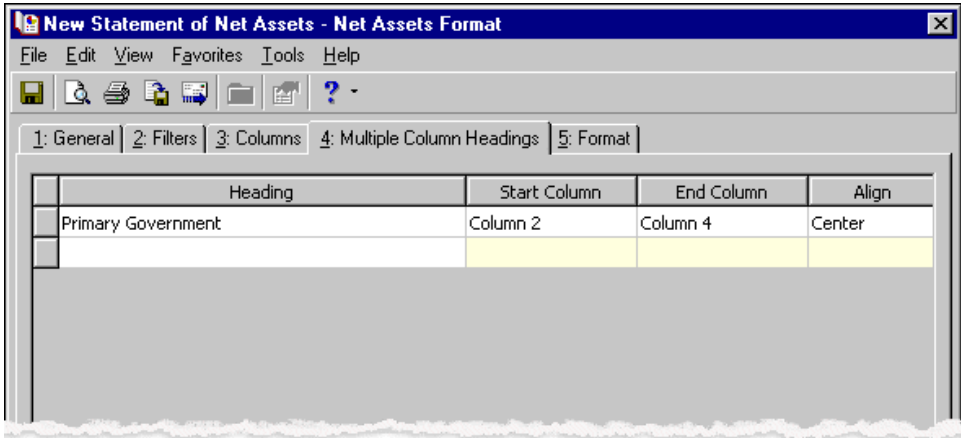 New Statement of Net Assets - Net Assets Format
File Edit View Favorites Tools Help
1: General 2: Filters 3: Columns 4: Multiple Column Headings 5: Format
Heading Start Column End Column Align
Primary Government Column 2 Column 4 Center